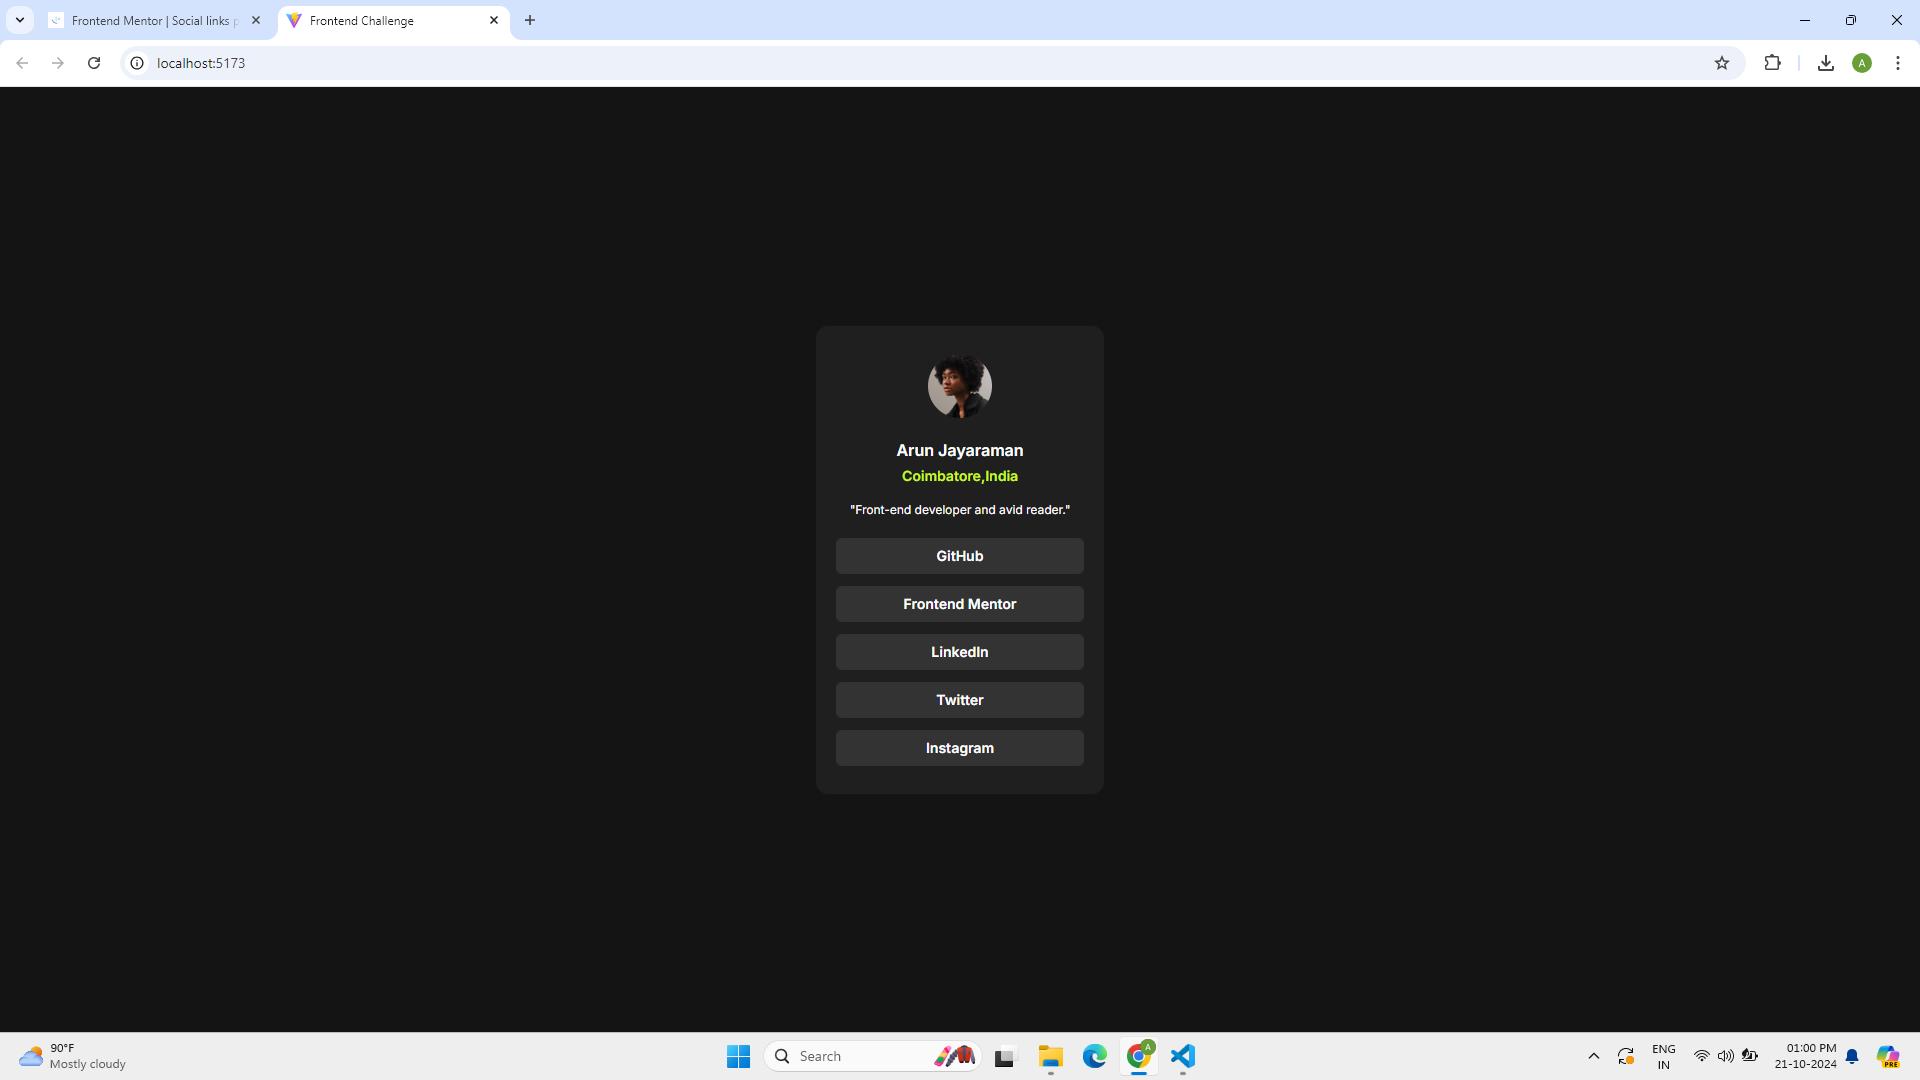 Frontend Mentor | Social links p
Frontend Challenge
localhost:5173
A
Arun Jayaraman
Coimbatore,India
"Front-end developer and avid reader."
GitHub
Frontend Mentor
LinkedIn
Twitter
Instagram
90°F
Mostly cloudy
Search
A
ENG
IN
01:00 PM
21-10-2024
PRE